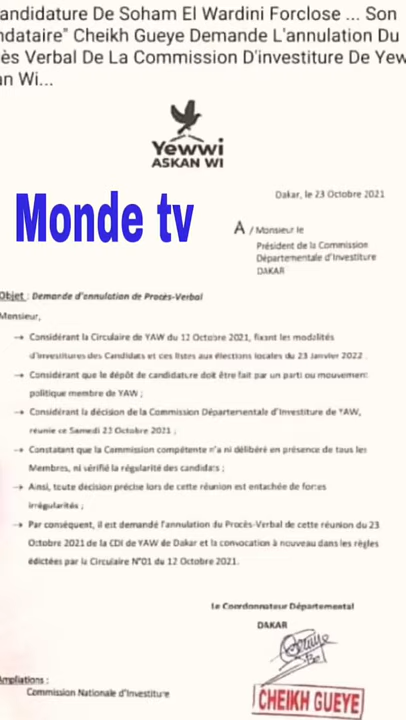 andidature De Soham El Wardini Forclose ... Son
ndataire" Cheikh Gueye Demande L'annulation Du
ès Verbal De La Commission D'investiture De Yew
an Wi...
Yewwi
ASKAN WI
Dakar, le 23 Octobre 2021
Monde tv
A / Monsieur le
Président de la Commission
Départementale d'Investiture
DAKAR
Objet : Demande d'annulation de Procès-Verbal
Monsieur,
→ Considérant la Circulaire de YAW du 12 Octobre 2021, fixant les modalités
d'investitures des Candidats et ces listes aux élections locales du 23 Janvier 2022.
→ Considérant que le dépôt de candidature doit être fait par un parti ou mouvement
politique membre de YAW ;
→ Considérant la décision de la Commission Départementale d'Investiture de YAW,
réunie ce Samedi 23 Octobre 2021 ;
→ Constatant que la Commission compétente n'a ni délibéré en présence de tous les
Membres, ni vérifié la régularité des candidats ;
→ Ainsi, toute décision précise lors de cette réunion est entachée de fortes
irrégularités ;
→ Par conséquent, il est demandé l'annulation du Procès-Verbal de cette réunion du 23
Octobre 2021 de la CDI de YAW de Dakar et la convocation à nouveau dans les règles
édictées par la Circulaire N°01 du 12 Octobre 2021.
le Coordonnateur Départemental
DAKAR
CHEIKH GUEYE
Ampliations :
Commission Nationale d'Investiture